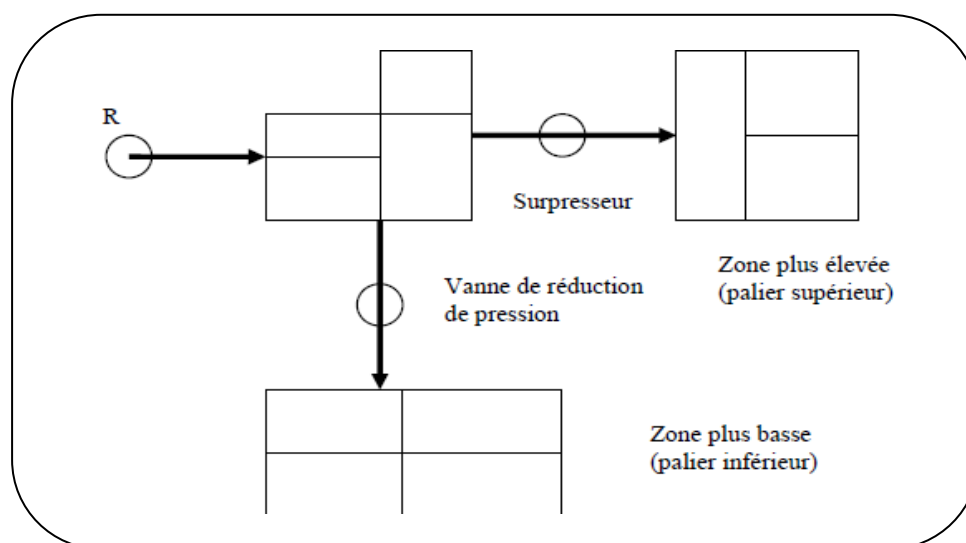 R
Surpresseur
Zone plus élevée
(palier supérieur)
Vanne de réduction
de pression
Zone plus basse
(palier inférieur)